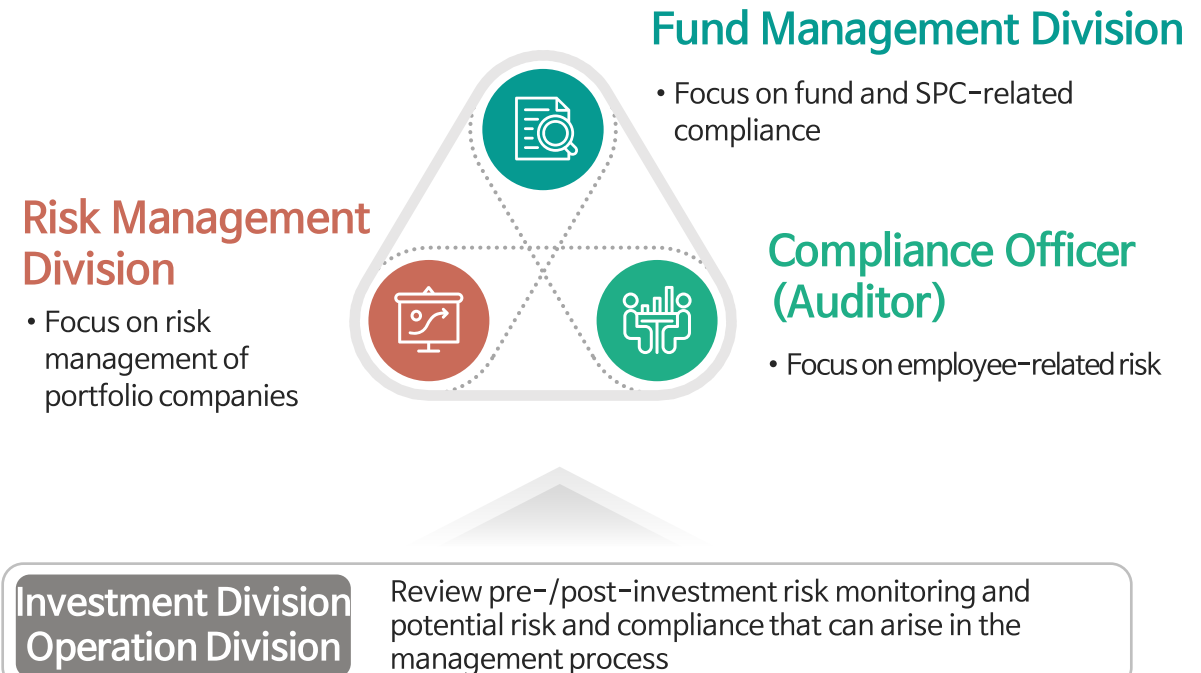 Fund Management Division
• Focus on fund and SPC-related
compliance
Risk Management
Division
• Focus on risk
management of
portfolio companies
Compliance Officer
(Auditor)
• Focus on employee-related risk
Investment Division
Operation Division
Review pre-/post-investment risk monitoring and
potential risk and compliance that can arise in the
management process